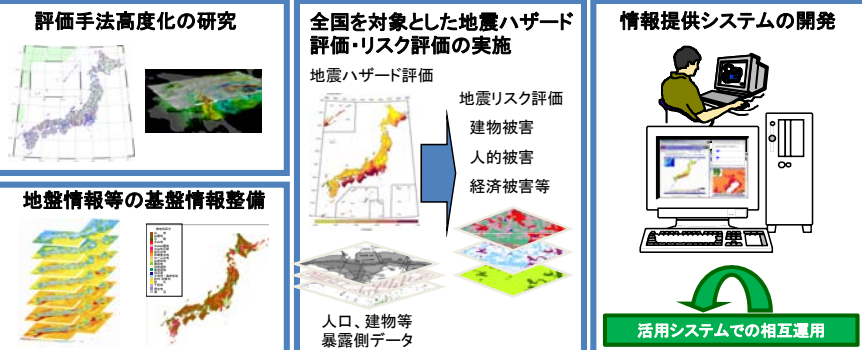 評価手法高度化の研究
地盤情報等の基盤情報整備
全国を対象とした地震ハザード
評価・リスク評価の実施
地震ハザード評価
地震リスク評価
建物被害
人的被害
経済被害等
人口、建物等
暴露側データ
情報提供システムの開発
活用システムでの相互運用